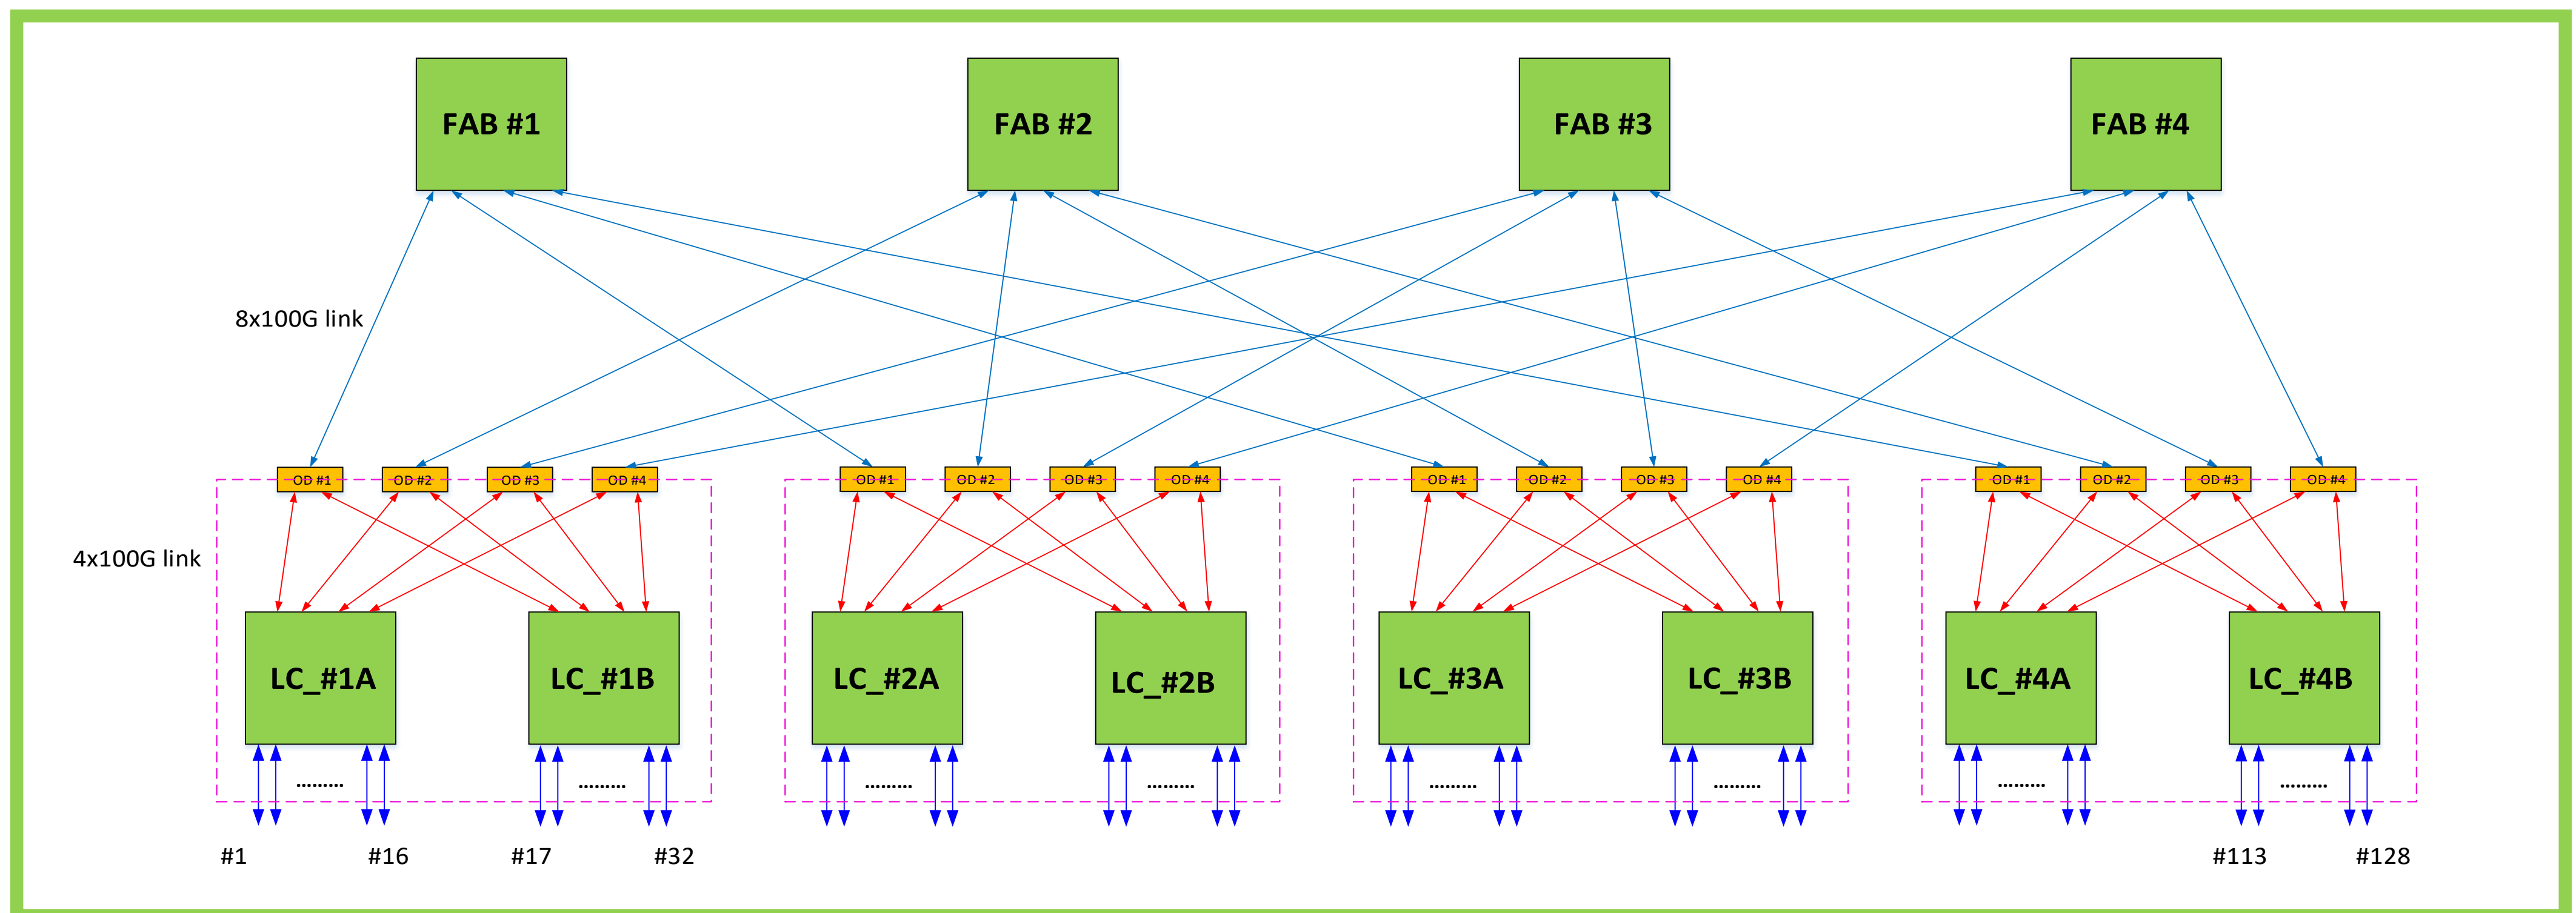 FAB #1
FAB #2
FAB #3
FAB #4
8x100G link
OD #1
OD #2
OD #3
OD #4
OD #1
OD #2
OD #3
OD #4
OD #1
OD #2
OD #3
OD #4
OD #1
OD #2
OD #3
OD #4
4x100G link
LC_#1A
LC_#1B
LC_#2A
LC_#2B
LC_#3A
LC_#3B
LC_#4A
LC_#4B
.........
.........
.........
.........
.........
.........
.........
.........
#1
#16
#17
#32
#113
#128